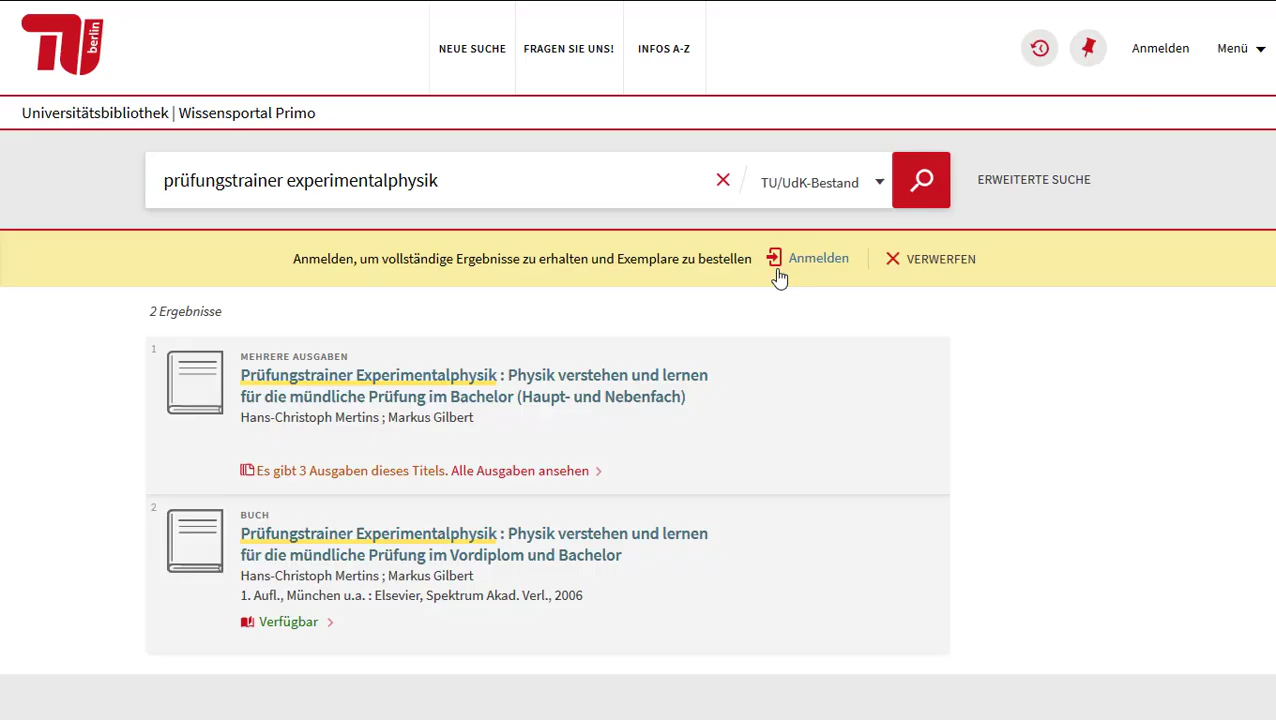 TU berlin
NEUE SUCHE
FRAGEN SIE UNS!
INFOS A-Z
Anmelden
Menü
Universitätsbibliothek | Wissensportal Primo
prüfungstrainer experimentalphysik
TU/UdK-Bestand
ERWEITERTE SUCHE
Anmelden, um vollständige Ergebnisse zu erhalten und Exemplare zu bestellen
Anmelden
VERWERFEN
2 Ergebnisse
1
MEHRERE AUSGABEN
Prüfungstrainer Experimentalphysik : Physik verstehen und lernen
für die mündliche Prüfung im Bachelor (Haupt- und Nebenfach)
Hans-Christoph Mertins ; Markus Gilbert
Es gibt 3 Ausgaben dieses Titels. Alle Ausgaben ansehen
2
BUCH
Prüfungstrainer Experimentalphysik : Physik verstehen und lernen
für die mündliche Prüfung im Vordiplom und Bachelor
Hans-Christoph Mertins ; Markus Gilbert
1. Aufl., München u.a. : Elsevier, Spektrum Akad. Verl., 2006
Verfügbar